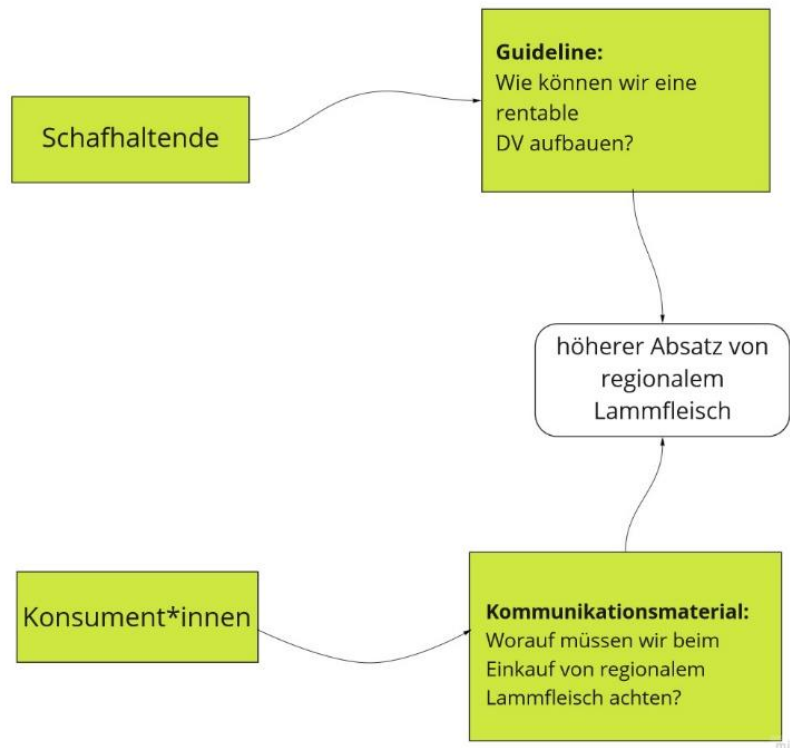 Schafhaltende
Guideline:
Wie können wir eine
rentable
DV aufbauen?
höherer Absatz von
regionalem
Lammfleisch
Konsument*innen
Kommunikationsmaterial:
Worauf müssen wir beim
Einkauf von regionalem
Lammfleisch achten?